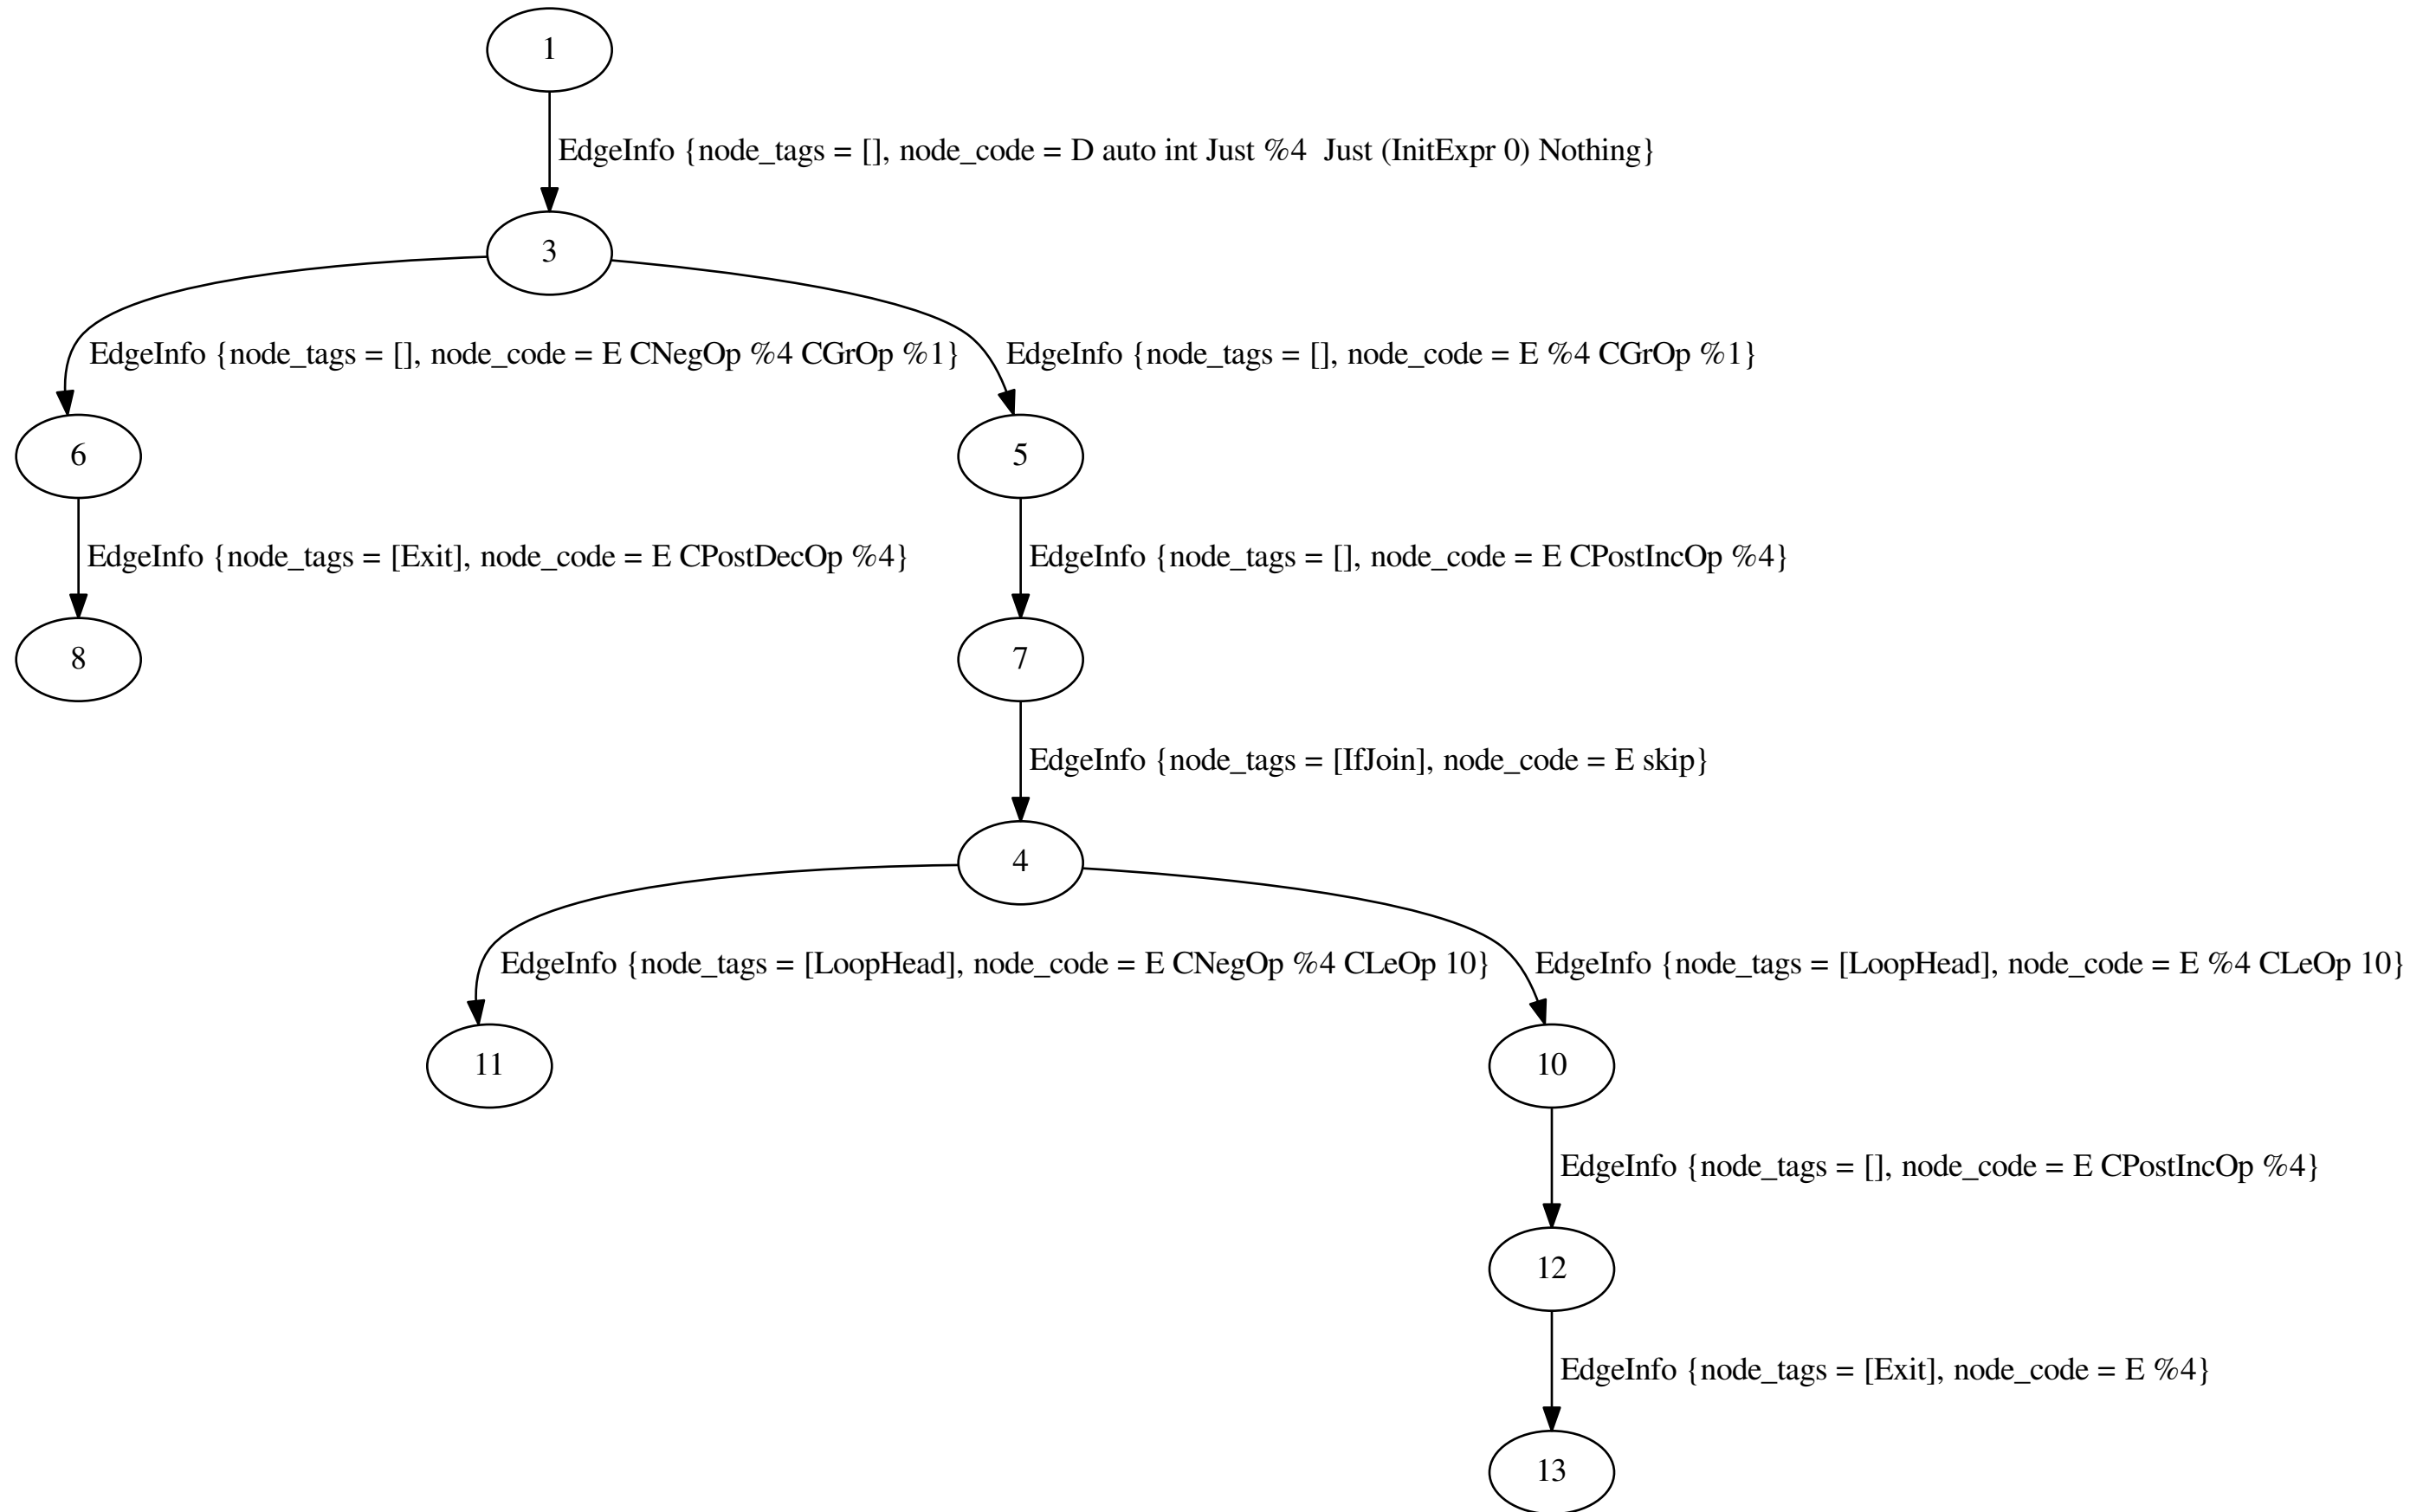 1
EdgeInfo {node_tags = [], node_code = D auto int Just %4  Just (InitExpr 0) Nothing}
3
EdgeInfo {node_tags = [], node_code = E CNegOp %4 CGrOp %1}
EdgeInfo {node_tags = [], node_code = E %4 CGrOp %1}
6
5
EdgeInfo {node_tags = [Exit], node_code = E CPostDecOp %4}
EdgeInfo {node_tags = [], node_code = E CPostIncOp %4}
8
7
EdgeInfo {node_tags = [IfJoin], node_code = E skip}
4
EdgeInfo {node_tags = [LoopHead], node_code = E CNegOp %4 CLeOp 10}
EdgeInfo {node_tags = [LoopHead], node_code = E %4 CLeOp 10}
11
10
EdgeInfo {node_tags = [], node_code = E CPostIncOp %4}
12
EdgeInfo {node_tags = [Exit], node_code = E %4}
13